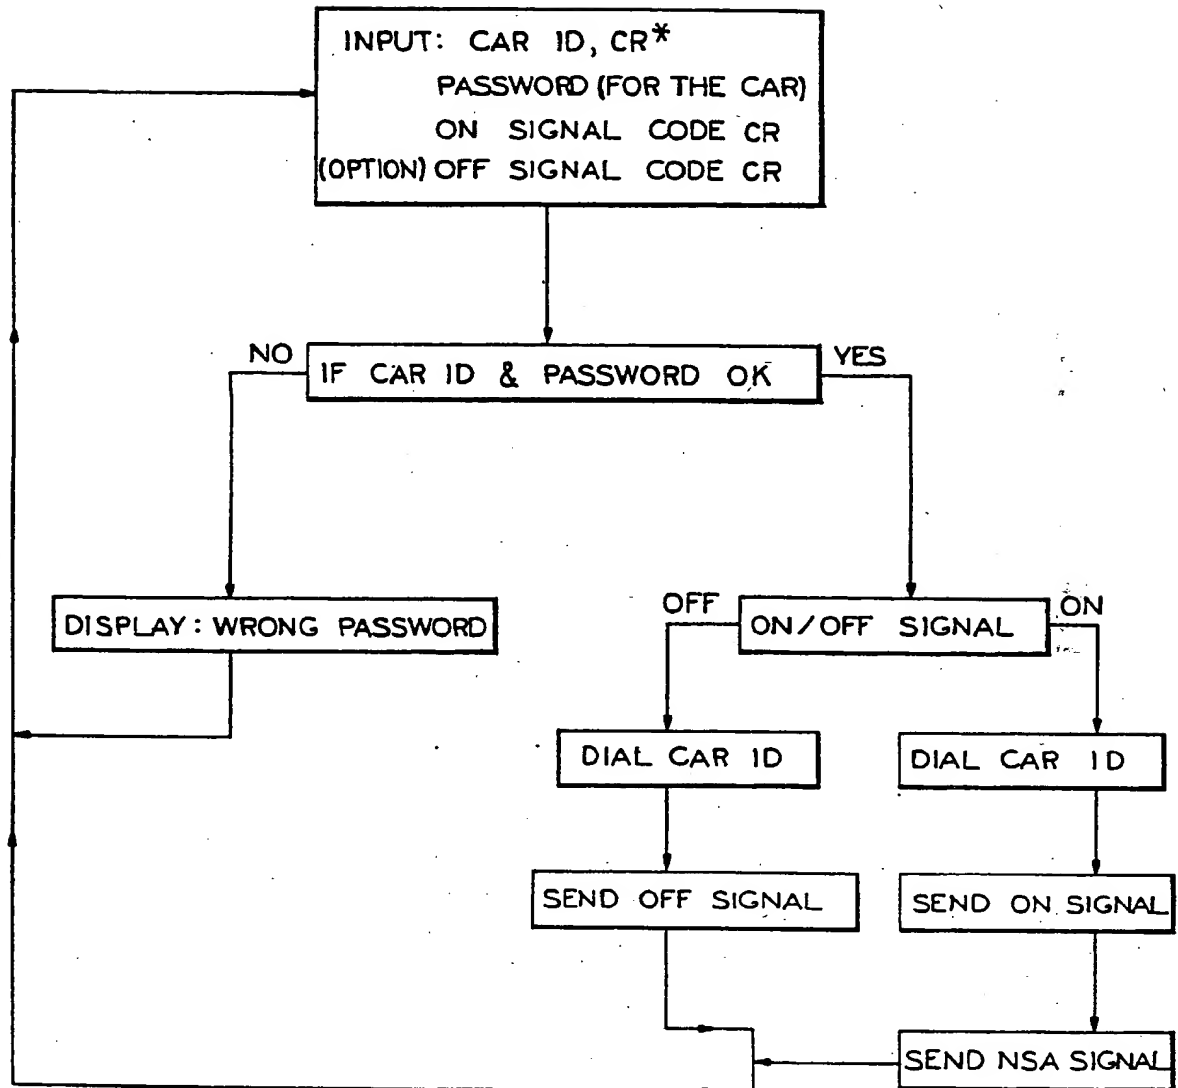 INPUT: CAR ID, CR*
PASSWORD (FOR THE CAR)
ON SIGNAL CODE CR
(OPTION) OFF SIGNAL CODE CR
NO
IF CAR ID & PASSWORD OK
YES
DISPLAY: WRONG PASSWORD
OFF
ON/OFF SIGNAL
ON
DIAL CAR ID
DIAL CAR ID
SEND OFF SIGNAL
SEND ON SIGNAL
SEND NSA SIGNAL